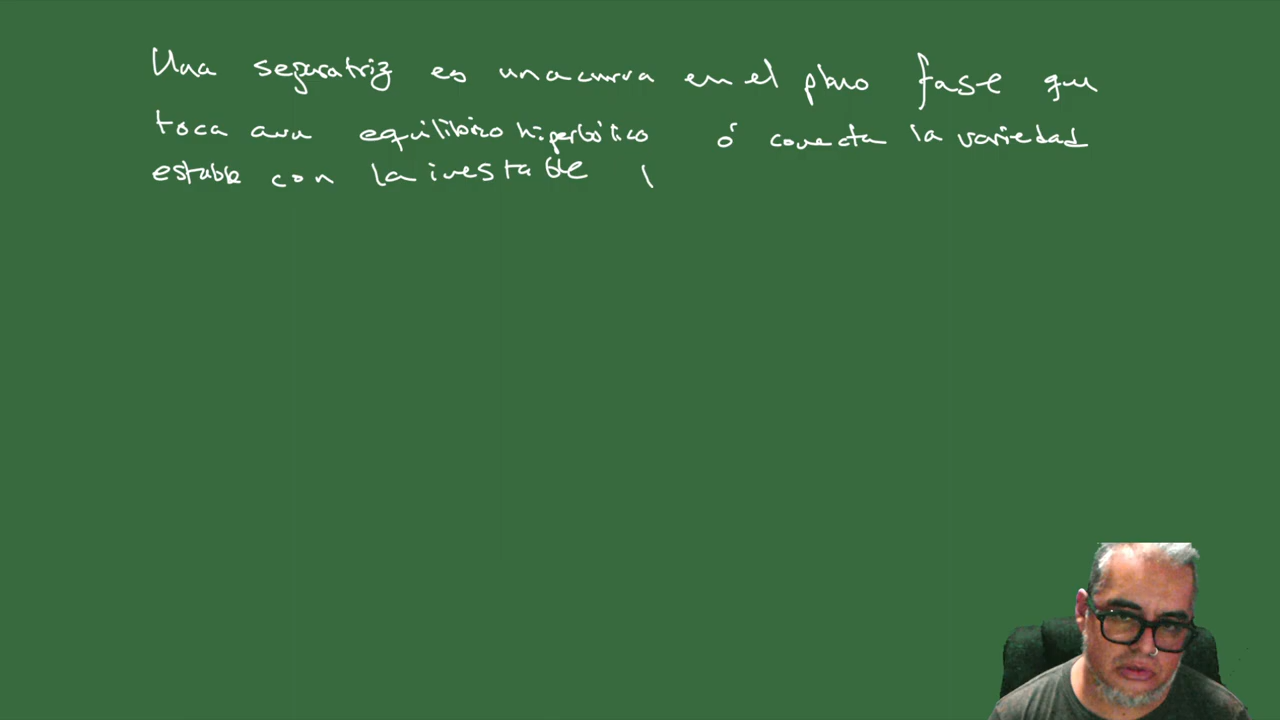 Una separatriz es una curva en el plano fase que
toca a un equilibrio hiperbólico ó conecta la variedad
estable con la inestable